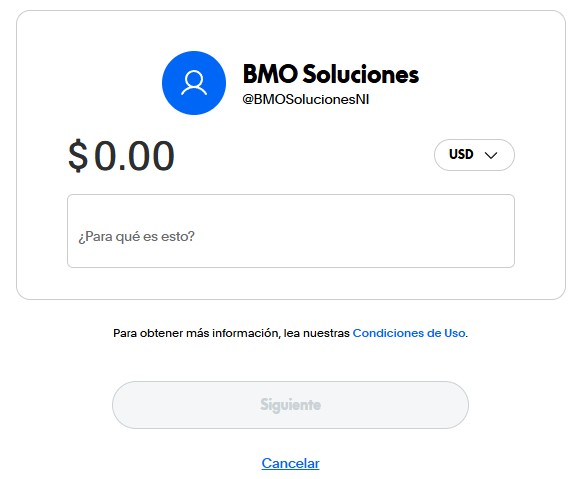 BMO Soluciones
@BMOSolucionesNI
$0.00
USD
¿Para qué es esto?
Para obtener más información, lea nuestras Condiciones de Uso.
Siguiente
Cancelar